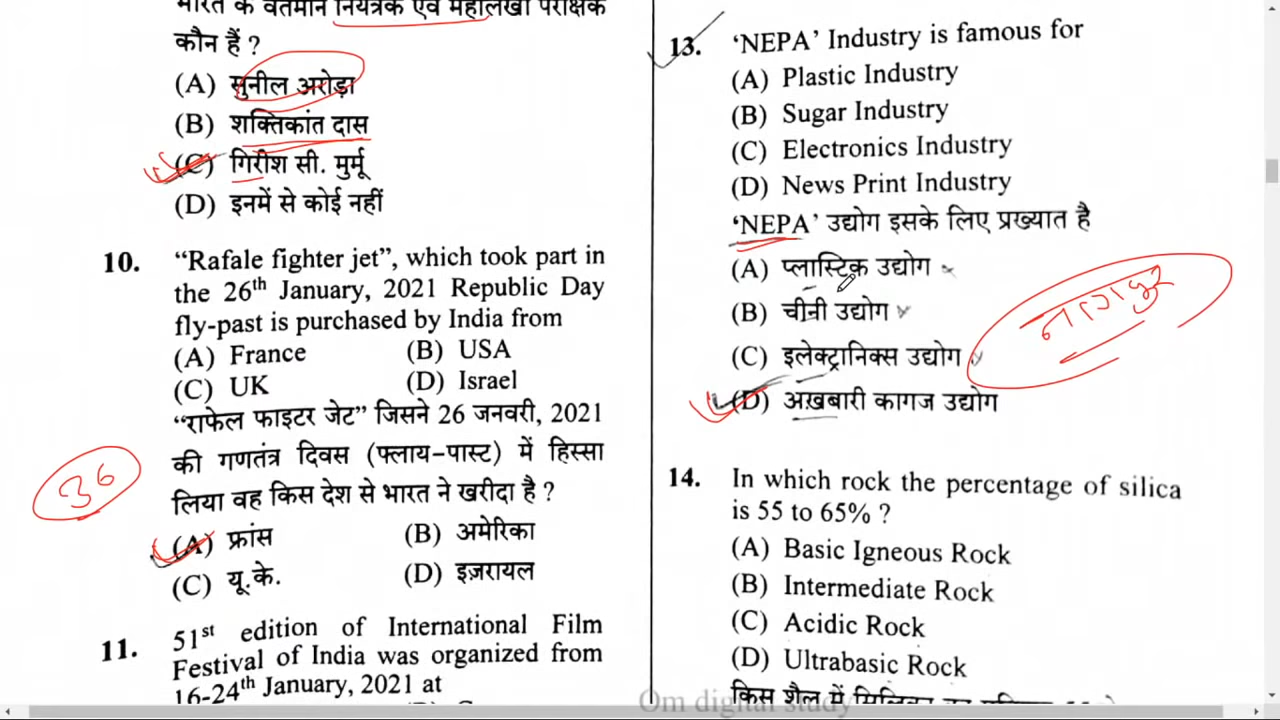 भारत के वर्तमान नियंत्रक एवं महालेखा परीक्षक
कौन हैं ?
(A) सुनील अरोड़ा
(B) शक्तिकांत दास
(C) गिरीश सी. मुर्मू
(D) इनमें से कोई नहीं
10. “Rafale fighter jet”, which took part in
the 26th January, 2021 Republic Day
fly-past is purchased by India from
(A) France (B) USA
(C) UK (D) Israel
“राफेल फाइटर जेट” जिसने 26 जनवरी, 2021
की गणतंत्र दिवस (फ्लाय-पास्ट) में हिस्सा
लिया वह किस देश से भारत ने खरीदा है ?
36
(A) फ्रांस (B) अमेरिका
(C) यू.के. (D) इज़रायल
11. 51st edition of International Film
Festival of India was organized from
16-24th January, 2021 at
13. ‘NEPA’ Industry is famous for
(A) Plastic Industry
(B) Sugar Industry
(C) Electronics Industry
(D) News Print Industry
‘NEPA’ उद्योग इसके लिए प्रख्यात है
(A) प्लास्टिक उद्योग
(B) चीनी उद्योग
(C) इलेक्ट्रानिक्स उद्योग
(D) अख़बारी कागज उद्योग
नागपुर
14. In which rock the percentage of silica
is 55 to 65% ?
(A) Basic Igneous Rock
(B) Intermediate Rock
(C) Acidic Rock
(D) Ultrabasic Rock
किस शैल में
Om digital study